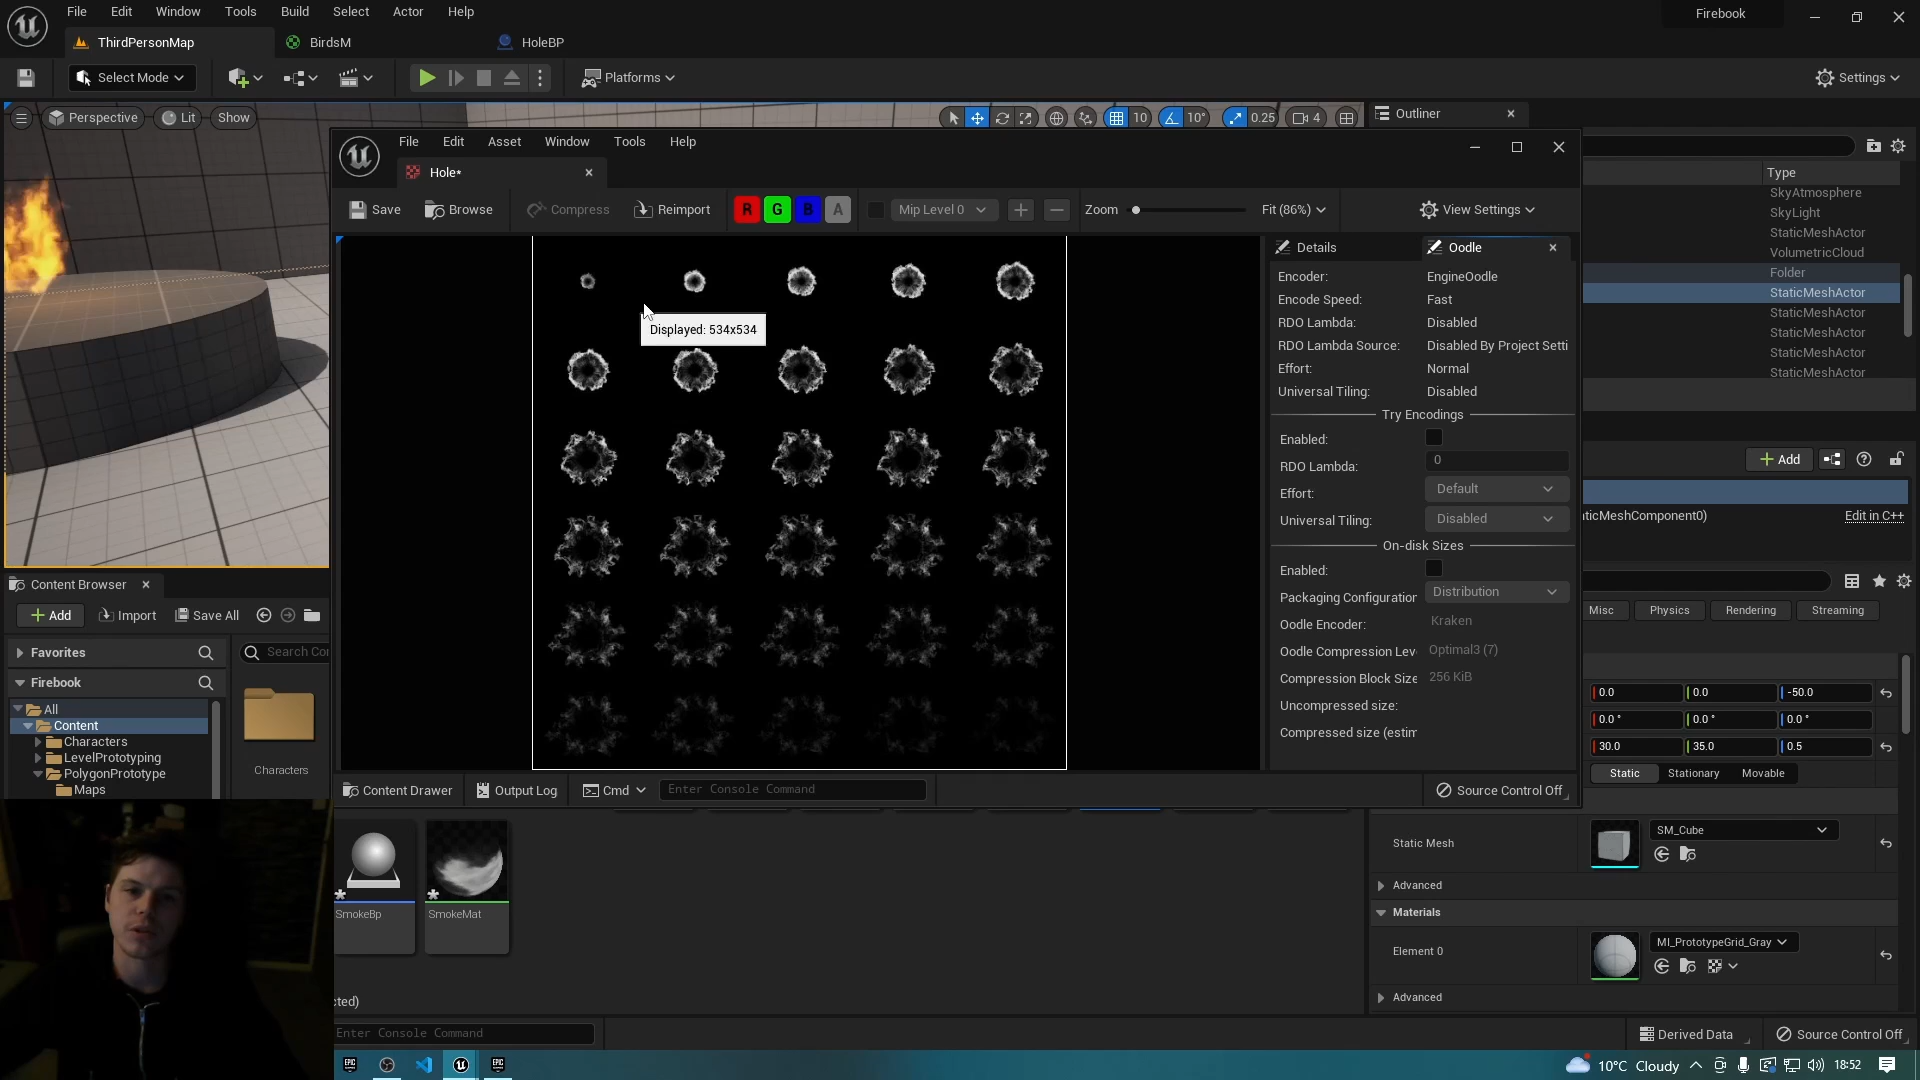 File Edit Window Tools Build Select Actor Help
Firebook
ThirdPersonMap
BirdsM
HoleBP
Select Mode
Platforms
Settings
Perspective
Lit
Show
10
10°
0.25
4
Outliner
File Edit Asset Window Tools Help
Type
Hole*
SkyAtmosphere
SkyLight
StaticMeshActor
VolumetricCloud
Folder
StaticMeshActor
StaticMeshActor
StaticMeshActor
StaticMeshActor
StaticMeshActor
Save
Browse
Compress
Reimport
R G B A
Mip Level 0
Zoom
Fit (86%)
View Settings
Displayed: 534x534
Details
Oodle
Encoder: EngineOodle
Encode Speed: Fast
RDO Lambda: Disabled
RDO Lambda Source: Disabled By Project Setti
Effort: Normal
Universal Tiling: Disabled
Try Encodings
Enabled:
RDO Lambda: 0
Effort: Default
Universal Tiling: Disabled
On-disk Sizes
Enabled:
Packaging Configuration Distribution
Oodle Encoder: Kraken
Oodle Compression Lev Optimal3 (7)
Compression Block Size 256 KiB
Uncompressed size:
Compressed size (estim
Add
aticMeshComponent0)
Edit in C++
Misc
Physics
Rendering
Streaming
0.0 0.0 -50.0
0.0 ° 0.0 ° 0.0 °
30.0 35.0 0.5
Static
Stationary
Movable
Content Browser
Add
Import
Save All
Favorites
Search Con
Firebook
All
Content
Characters
LevelPrototyping
PolygonPrototype
Maps
Characters
Content Drawer
Output Log
Cmd
Enter Console Command
Source Control Off
SmokeBp
SmokeMat
Static Mesh
SM_Cube
Advanced
Materials
Element 0
MI_PrototypeGrid_Gray
Advanced
cted)
Enter Console Command
Derived Data
Source Control Off
EPIC
EPIC
10°C Cloudy
18:52